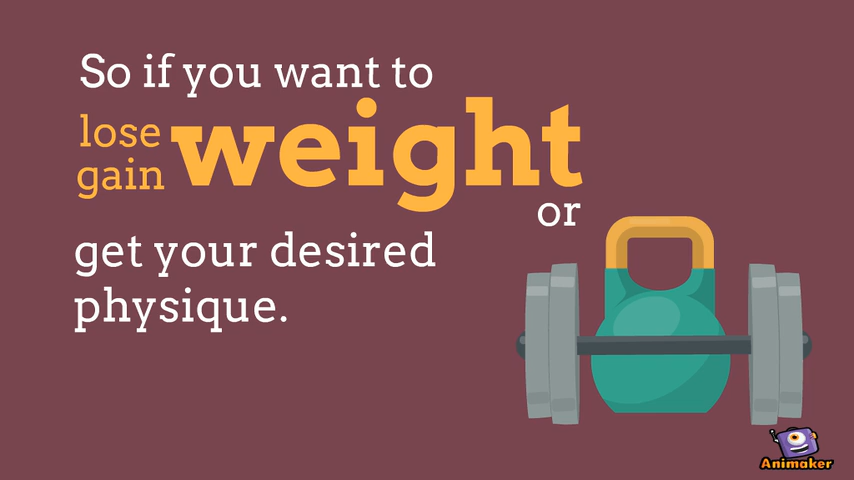 So if you want to
lose
gain
weight
or
get your desired
physique.
Animaker